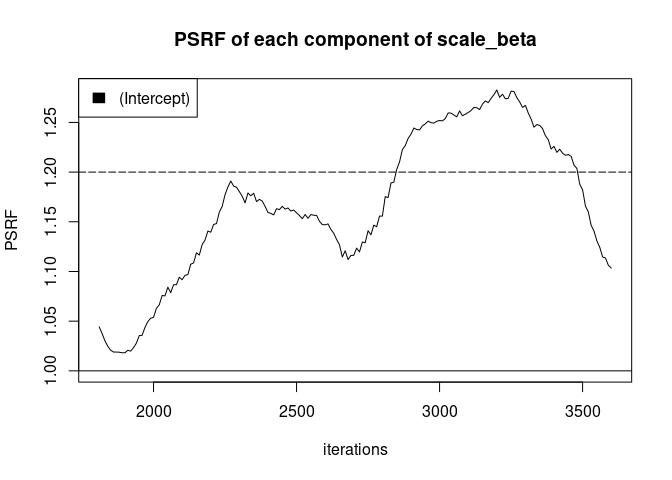 PSRF of each component of scale_beta
(Intercept)
PSRF
1.25
1.20
1.15
1.10
1.05
1.00
2000 2500 3000 3500
iterations